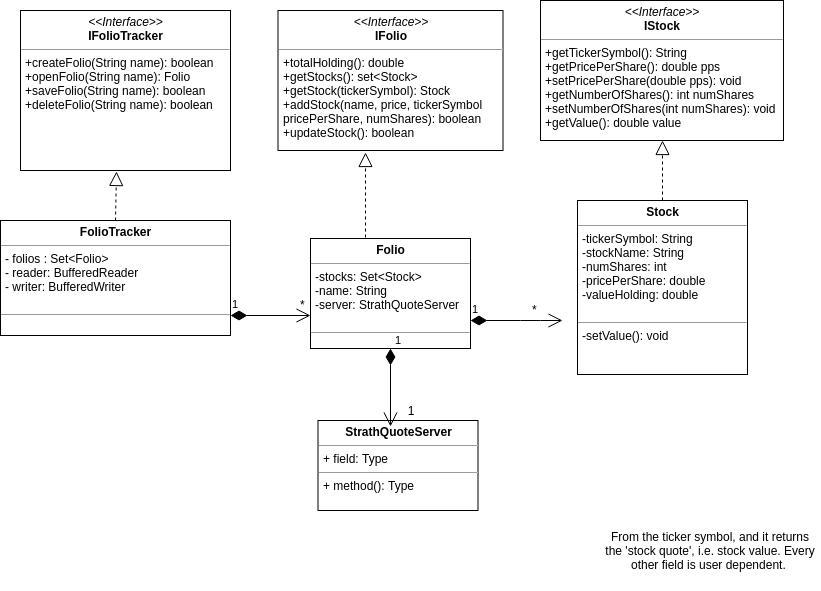 <<Interface>>
IFolioTracker
+createFolio(String name): boolean
+openFolio(String name): Folio
+saveFolio(String name): boolean
+deleteFolio(String name): boolean
<<Interface>>
IFolio
+totalHolding(): double
+getStocks(): set<Stock>
+getStock(tickerSymbol): Stock
+addStock(name, price, tickerSymbol
pricePerShare, numShares): boolean
+updateStock(): boolean
<<Interface>>
IStock
+getTickerSymbol(): String
+getPricePerShare(): double pps
+setPricePerShare(double pps): void
+getNumberOfShares(): int numShares
+setNumberOfShares(int numShares): void
+getValue(): double value
FolioTracker
- folios : Set<Folio>
- reader: BufferedReader
- writer: BufferedWriter
1
*
Folio
-stocks: Set<Stock>
-name: String
-server: StrathQuoteServer
1
1
*
Stock
-tickerSymbol: String
-stockName: String
-numShares: int
-pricePerShare: double
-valueHolding: double
-setValue(): void
1
StrathQuoteServer
+ field: Type
+ method(): Type
From the ticker symbol, and it returns
the 'stock quote', i.e. stock value. Every
other field is user dependent.